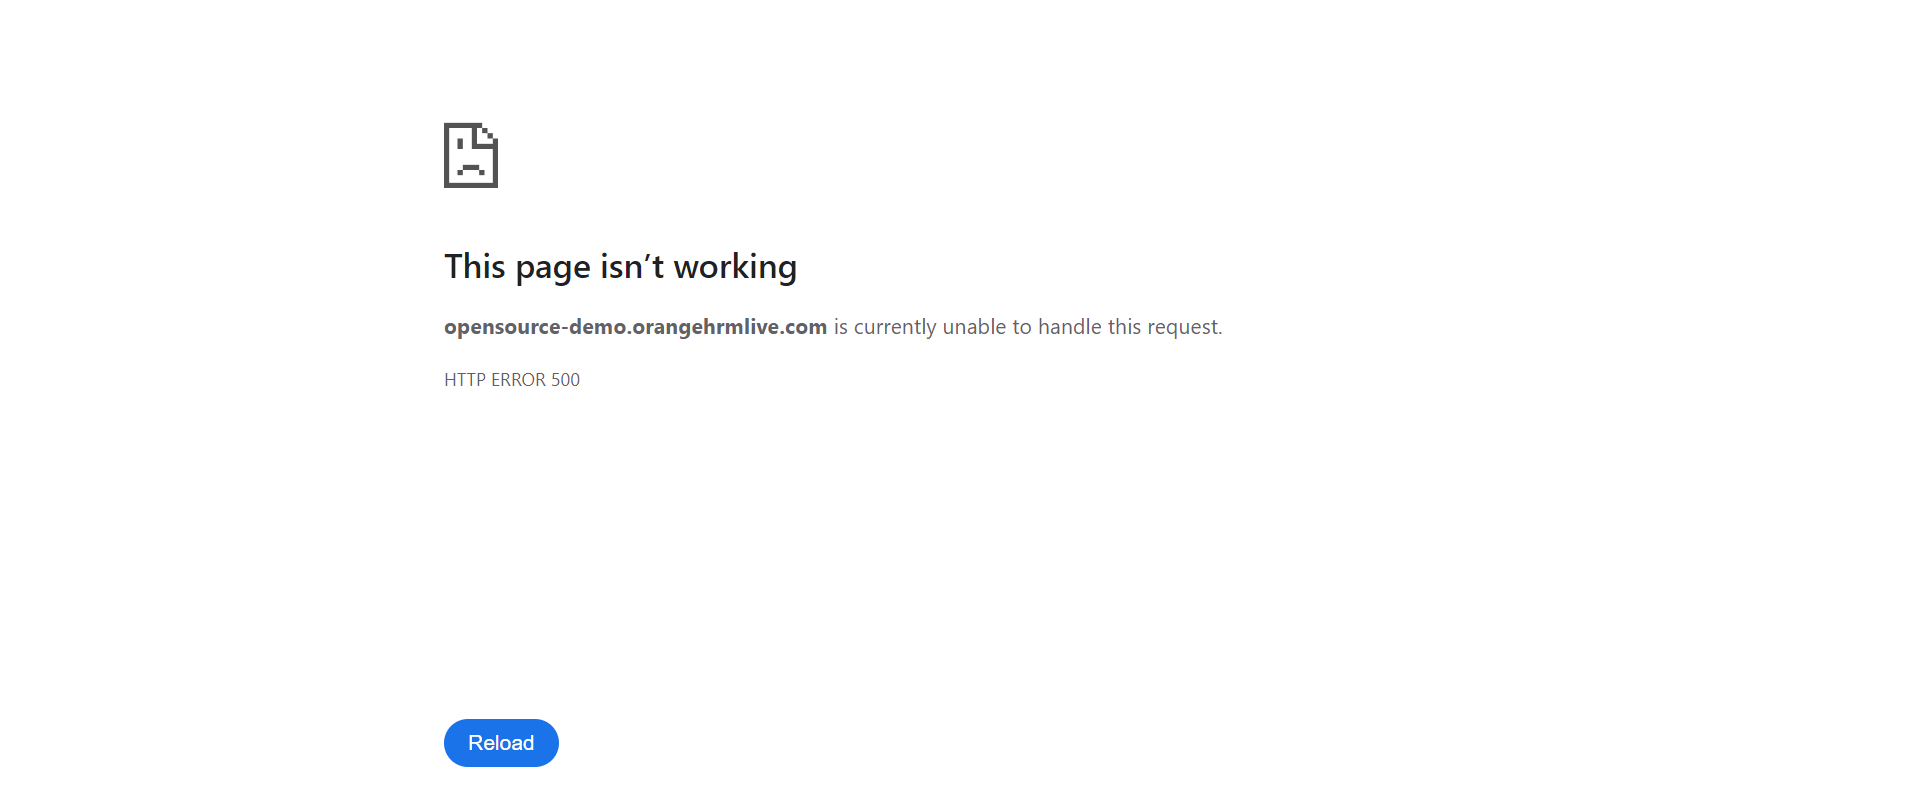 This page isn’t working
opensource-demo.orangehrmlive.com is currently unable to handle this request.
HTTP ERROR 500
Reload